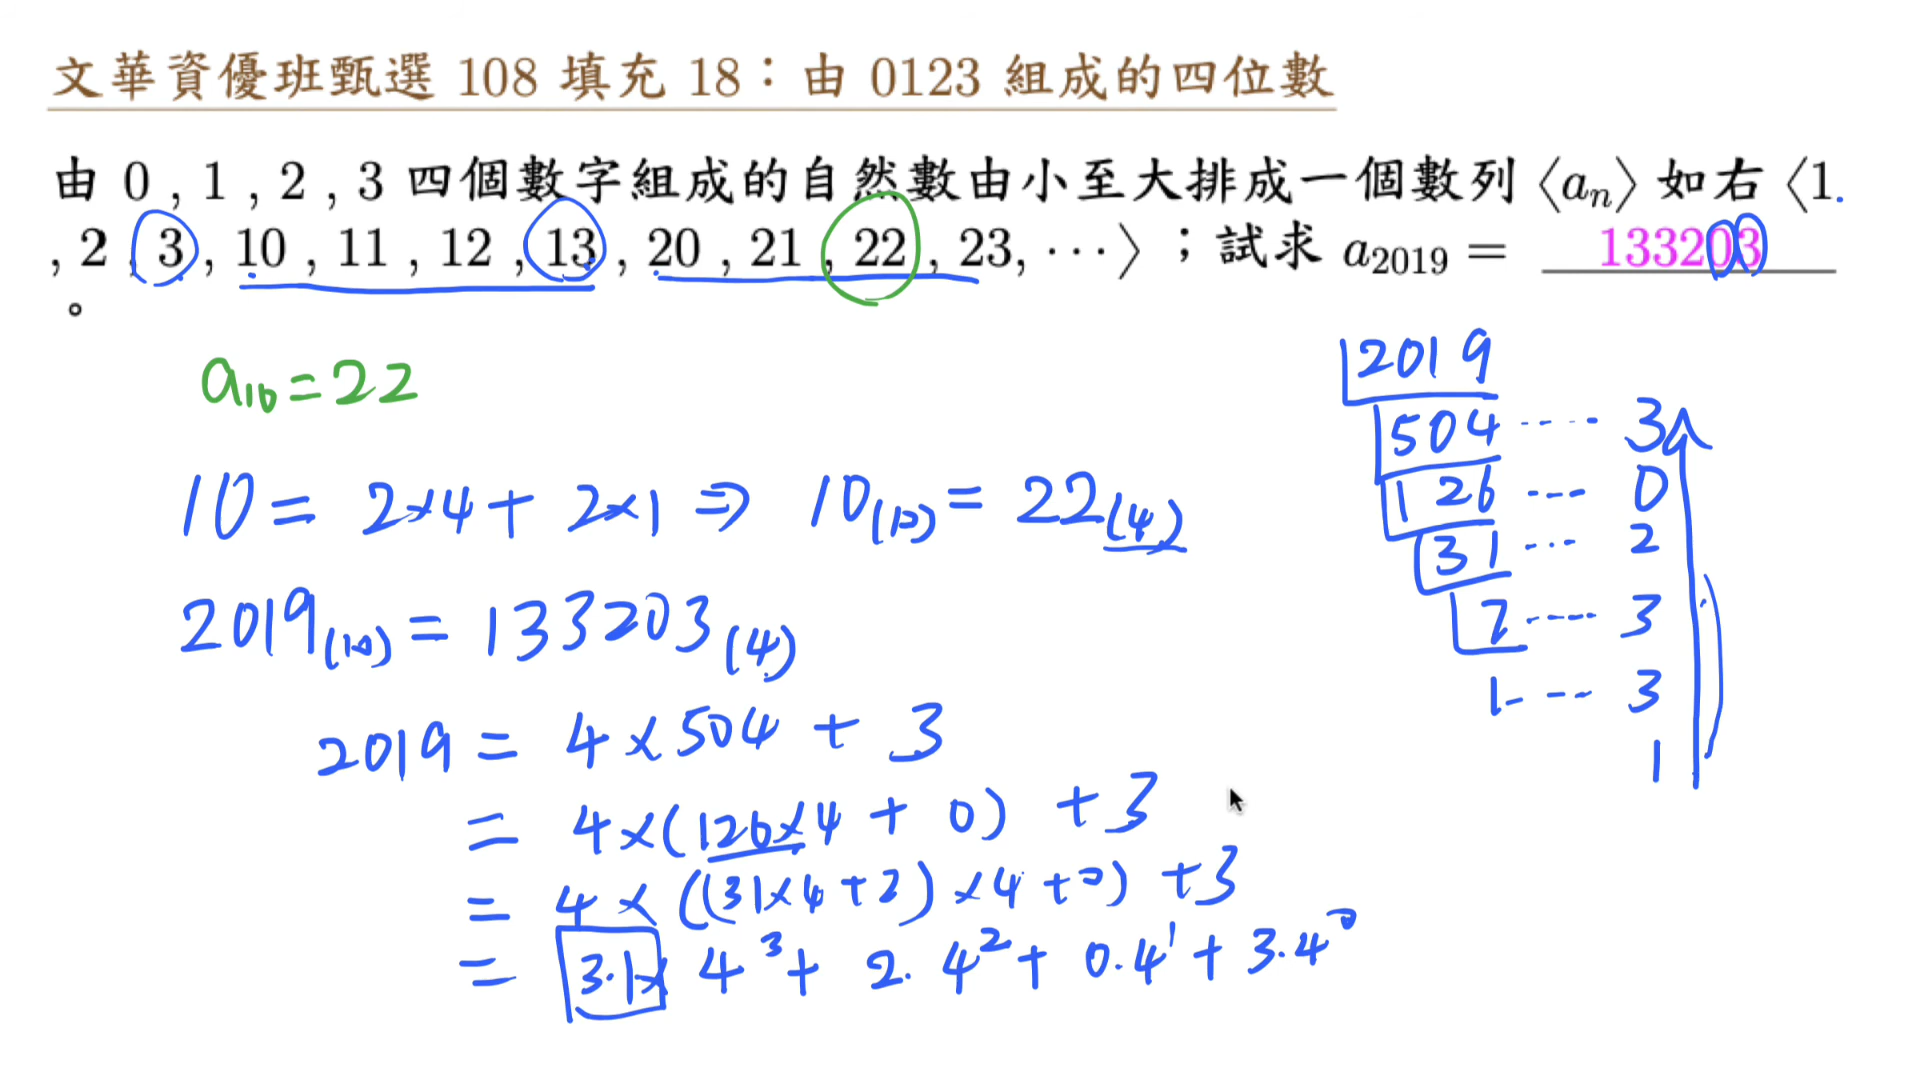 文華資優班甄選 108 填充 18：由 0123 組成的四位數
由 0 , 1 , 2 , 3 四個數字組成的自然數由小至大排成一個數列 ⟨aₙ⟩ 如右 ⟨1
, 2 , 3 , 10 , 11 , 12 , 13 , 20 , 21 , 22 , 23, ⋯⟩ ；試求 a₂₀₁₉ = 133203
。
a₁₀ = 22
10 = 2×4 + 2×1 ⇒ 10₍₁₀₎ = 22₍₄₎
2019₍₁₀₎ = 133203₍₄₎
2019 = 4×504 + 3
= 4×(126×4 + 0) + 3
= 4×((31×4+2)×4+0) +3
= 31× 4³ + 2.4² + 0.4¹ + 3.4⁰
2019
504 ---- 3
126 --- 0
31 --- 2
7 ---- 3
1 --- 3
1